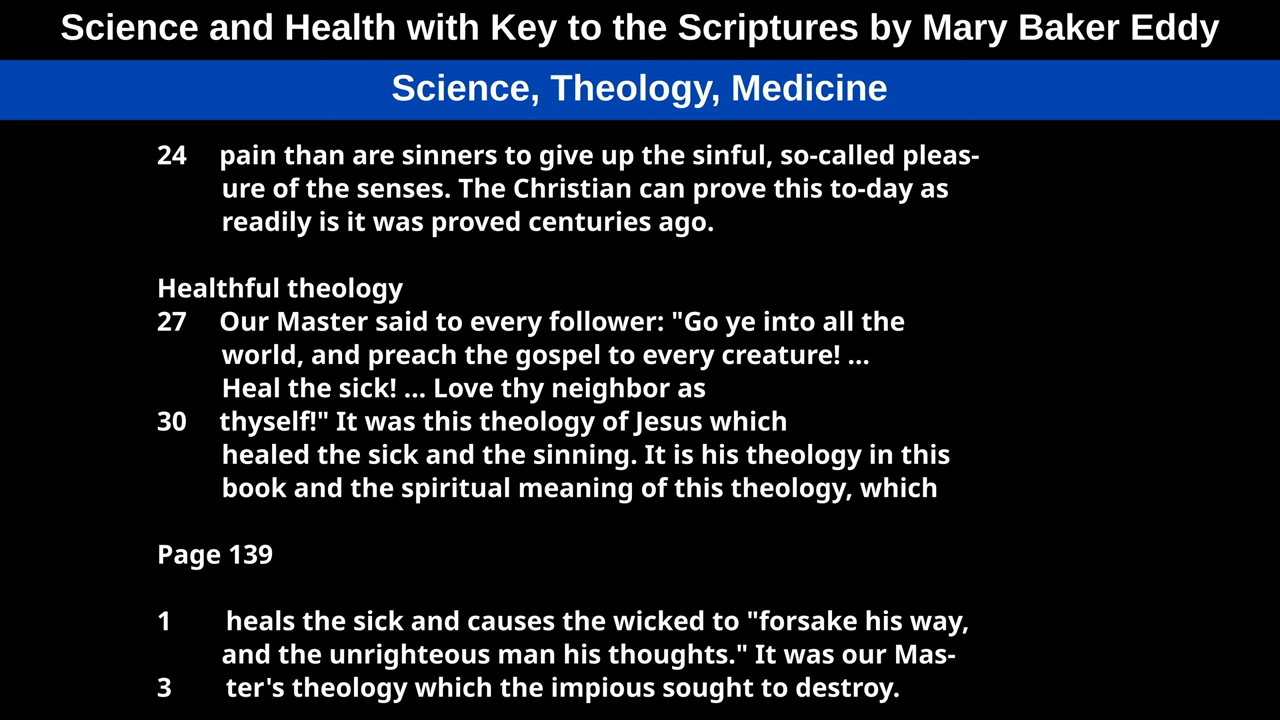 Science and Health with Key to the Scriptures by Mary Baker Eddy
Science, Theology, Medicine
24 pain than are sinners to give up the sinful, so-called pleas-
ure of the senses. The Christian can prove this to-day as
readily is it was proved centuries ago.
Healthful theology
27 Our Master said to every follower: "Go ye into all the
world, and preach the gospel to every creature! ...
Heal the sick! ... Love thy neighbor as
30 thyself!" It was this theology of Jesus which
healed the sick and the sinning. It is his theology in this
book and the spiritual meaning of this theology, which
Page 139
1 heals the sick and causes the wicked to "forsake his way,
and the unrighteous man his thoughts." It was our Mas-
3 ter's theology which the impious sought to destroy.